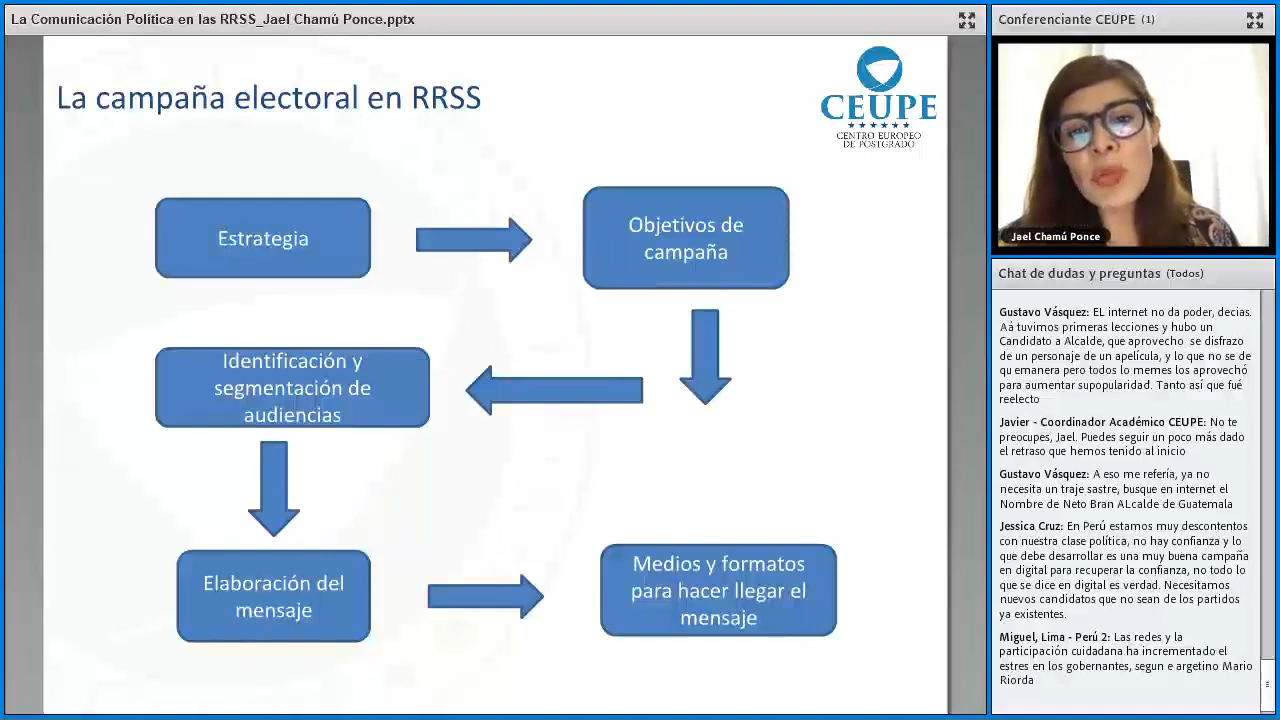 La Comunicación Política en las RRSS_Jael Chamú Ponce.pptx
La campaña electoral en RRSS
CEUPE
CENTRO EUROPEO
DE POSTGRADO
Estrategia
Objetivos de
campaña
Identificación y
segmentación de
audiencias
Elaboración del
mensaje
Medios y formatos
para hacer llegar el
mensaje
Conferenciante CEUPE (1)
Jael Chamú Ponce
Chat de dudas y preguntas (Todos)
Gustavo Vásquez: EL internet no da poder, decias.
Aá tuvimos primeras lecciones y hubo un
Candidato a Alcalde, que aprovecho se disfrazo
de un personaje de un apelícula, y lo que no se de
qu emanera pero todos lo memes los aprovechó
para aumentar supopularidad. Tanto así que fué
reelecto
Javier - Coordinador Académico CEUPE: No te
preocupes, Jael. Puedes seguir un poco más dado
el retraso que hemos tenido al inicio
Gustavo Vásquez: A eso me refería, ya no
necesita un traje sastre, busque en internet el
Nombre de Neto Bran ALcalde de Guatemala
Jessica Cruz: En Perú estamos muy descontentos
con nuestra clase política, no hay confianza y lo
que debe desarrollar es una muy buena campaña
en digital para recuperar la confianza, no todo lo
que se dice en digital es verdad. Necesitamos
nuevos candidatos que no sean de los partidos
ya existentes.
Miguel, Lima - Perú 2: Las redes y la
participación cuidadana ha incrementado el
estres en los gobernantes, segun e argetino Mario
Riorda